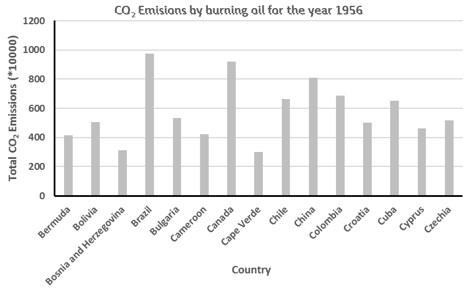 CO₂ Emisions by burning oil for the year 1956
Total CO₂ Emissions (*10000)
1200
1000
800
600
400
200
0
Bermuda
Bolivia
Bosnia and Herzegovina
Brazil
Bulgaria
Cameroon
Canada
Cape Verde
Chile
China
Colombia
Croatia
Cuba
Cyprus
Czechia
Country